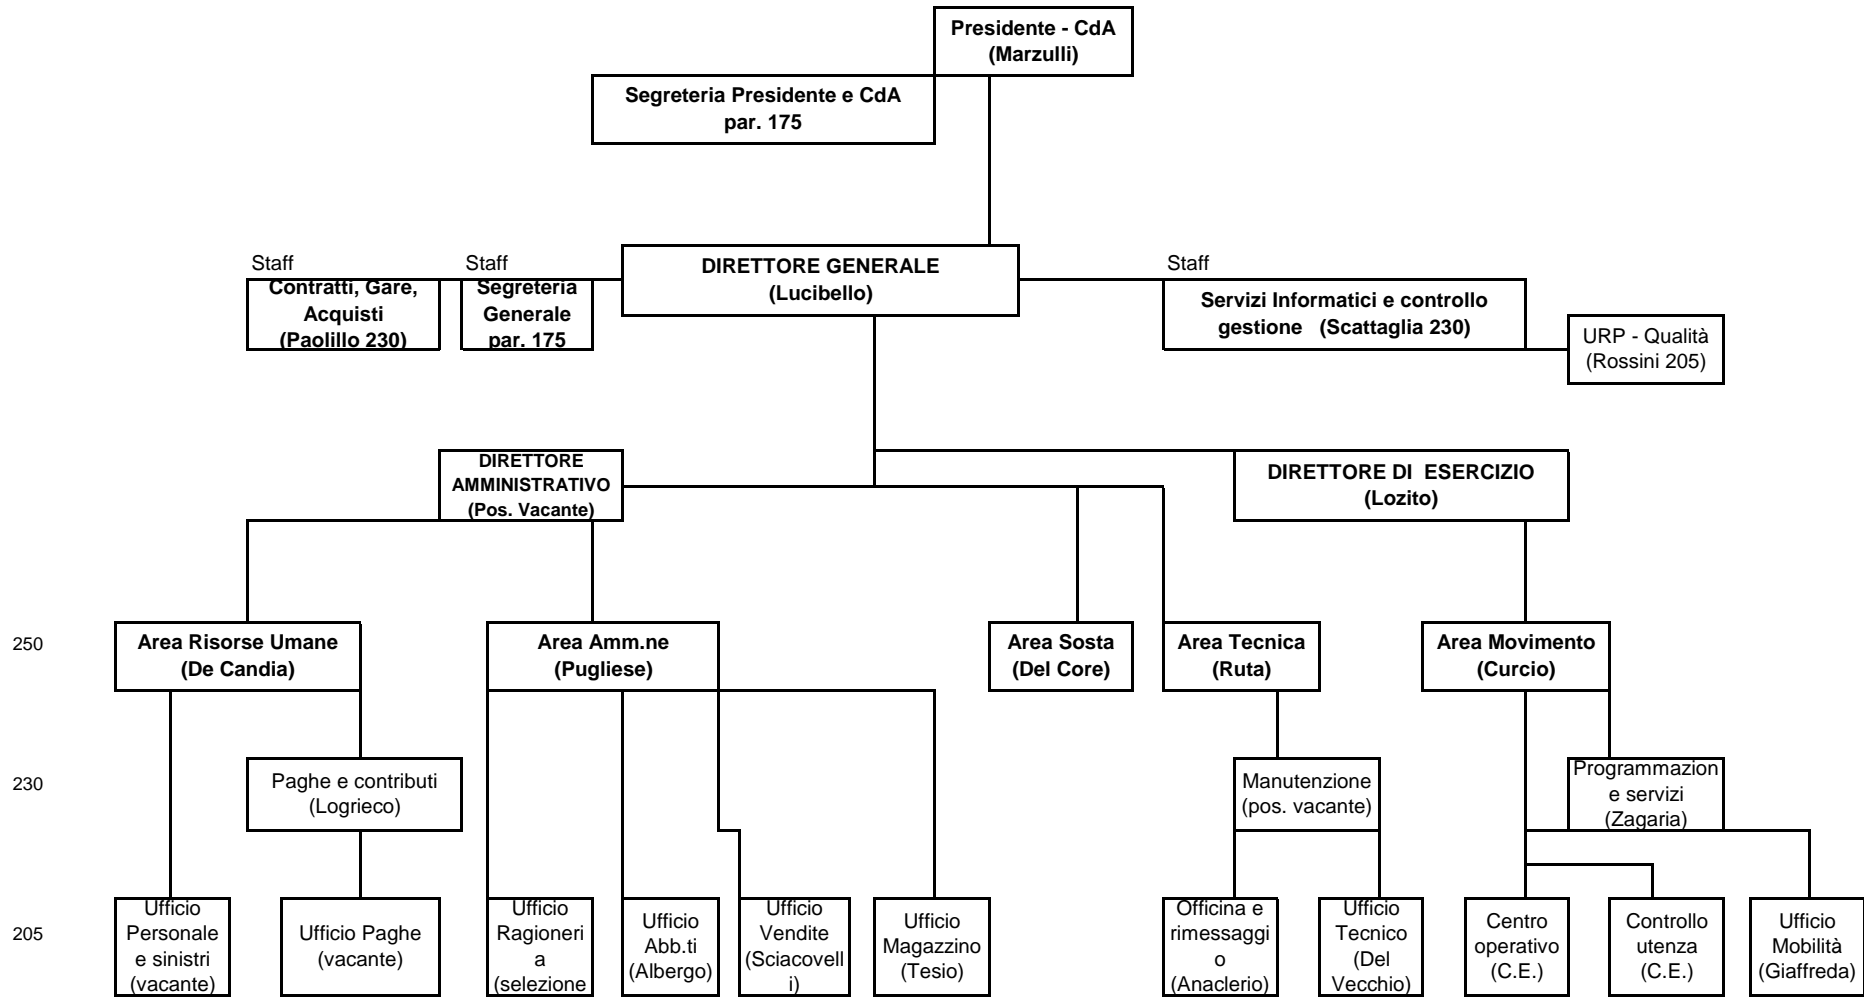 Presidente - CdA
(Marzulli)
Segreteria Presidente e CdA
par. 175
Staff
Contratti, Gare,
Acquisti
(Paolillo 230)
Staff
Segreteria
Generale
par. 175
DIRETTORE GENERALE
(Lucibello)
Staff
Servizi Informatici e controllo
gestione (Scattaglia 230)
URP - Qualità
(Rossini 205)
DIRETTORE
AMMINISTRATIVO
(Pos. Vacante)
DIRETTORE DI ESERCIZIO
(Lozito)
250
Area Risorse Umane
(De Candia)
Area Amm.ne
(Pugliese)
Area Sosta
(Del Core)
Area Tecnica
(Ruta)
Area Movimento
(Curcio)
230
Paghe e contributi
(Logrieco)
Manutenzione
(pos. vacante)
Programmazion
e servizi
(Zagaria)
205
Ufficio
Personale
e sinistri
(vacante)
Ufficio Paghe
(vacante)
Ufficio
Ragioneri
a
(selezione
Ufficio
Abb.ti
(Albergo)
Ufficio
Vendite
(Sciacovell
i)
Ufficio
Magazzino
(Tesio)
Officina e
rimessaggi
o
(Anaclerio)
Ufficio
Tecnico
(Del
Vecchio)
Centro
operativo
(C.E.)
Controllo
utenza
(C.E.)
Ufficio
Mobilità
(Giaffreda)